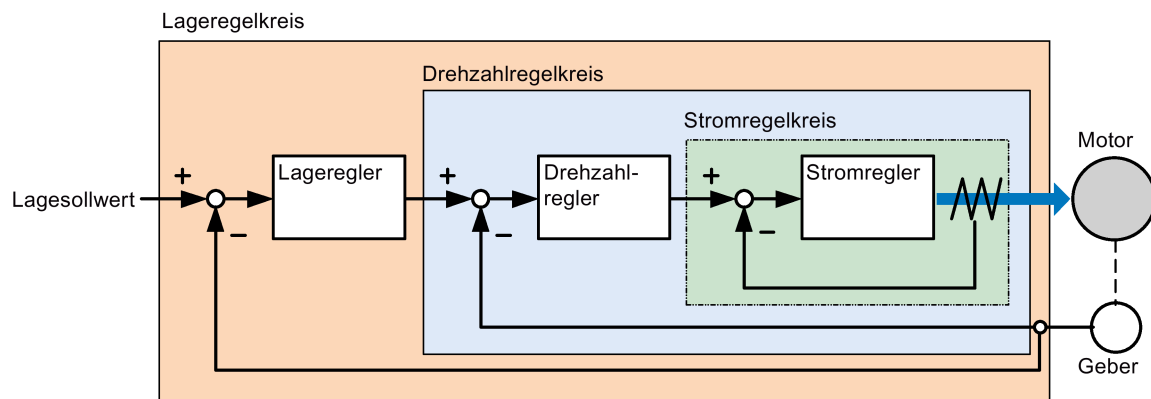 Lageregelkreis
Drehzahlregelkreis
Stromregelkreis
Motor
Lagesollwert
+
−
Lageregler
+
−
Drehzahl-
regler
+
−
Stromregler
Geber